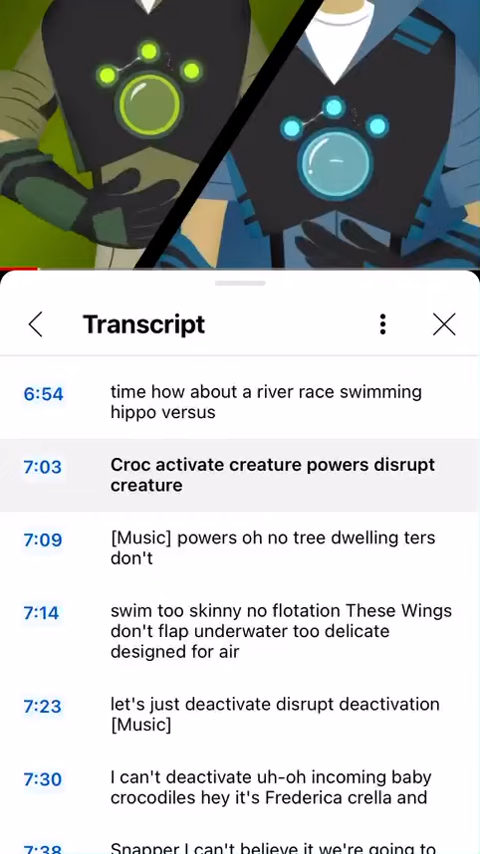 Transcript
6:54
time how about a river race swimming
hippo versus
7:03
Croc activate creature powers disrupt
creature
7:09
[Music] powers oh no tree dwelling ters
don't
7:14
swim too skinny no flotation These Wings
don't flap underwater too delicate
designed for air
7:23
let's just deactivate disrupt deactivation
[Music]
7:30
I can't deactivate uh-oh incoming baby
crocodiles hey it's Frederica crella and
7:38
Snapper I can't believe it we're going to